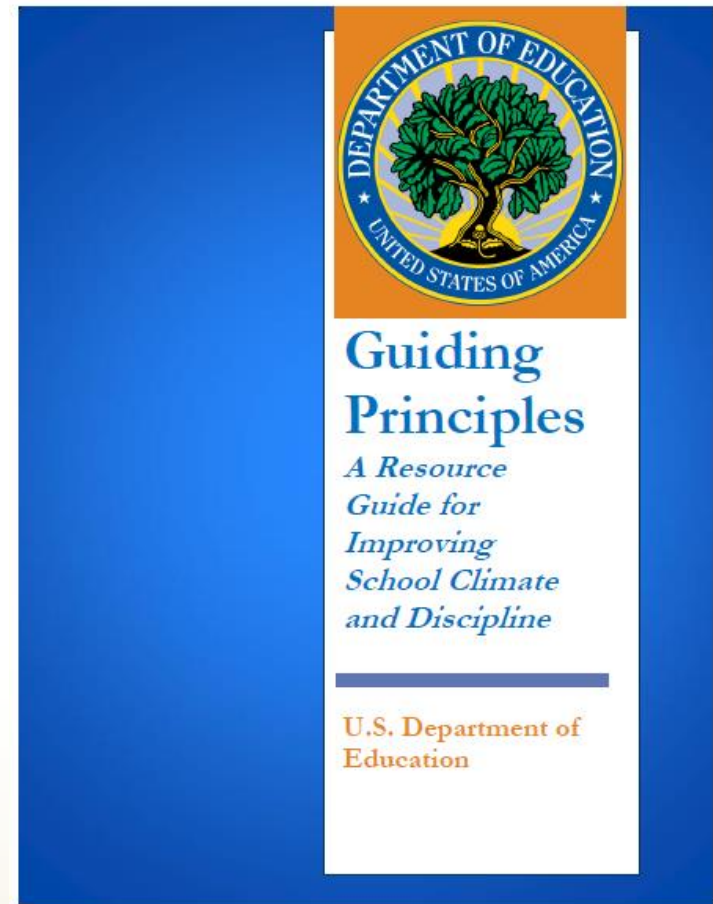 DEPARTMENT OF EDUCATION
UNITED STATES OF AMERICA
Guiding
Principles
A Resource
Guide for
Improving
School Climate
and Discipline
U.S. Department of
Education